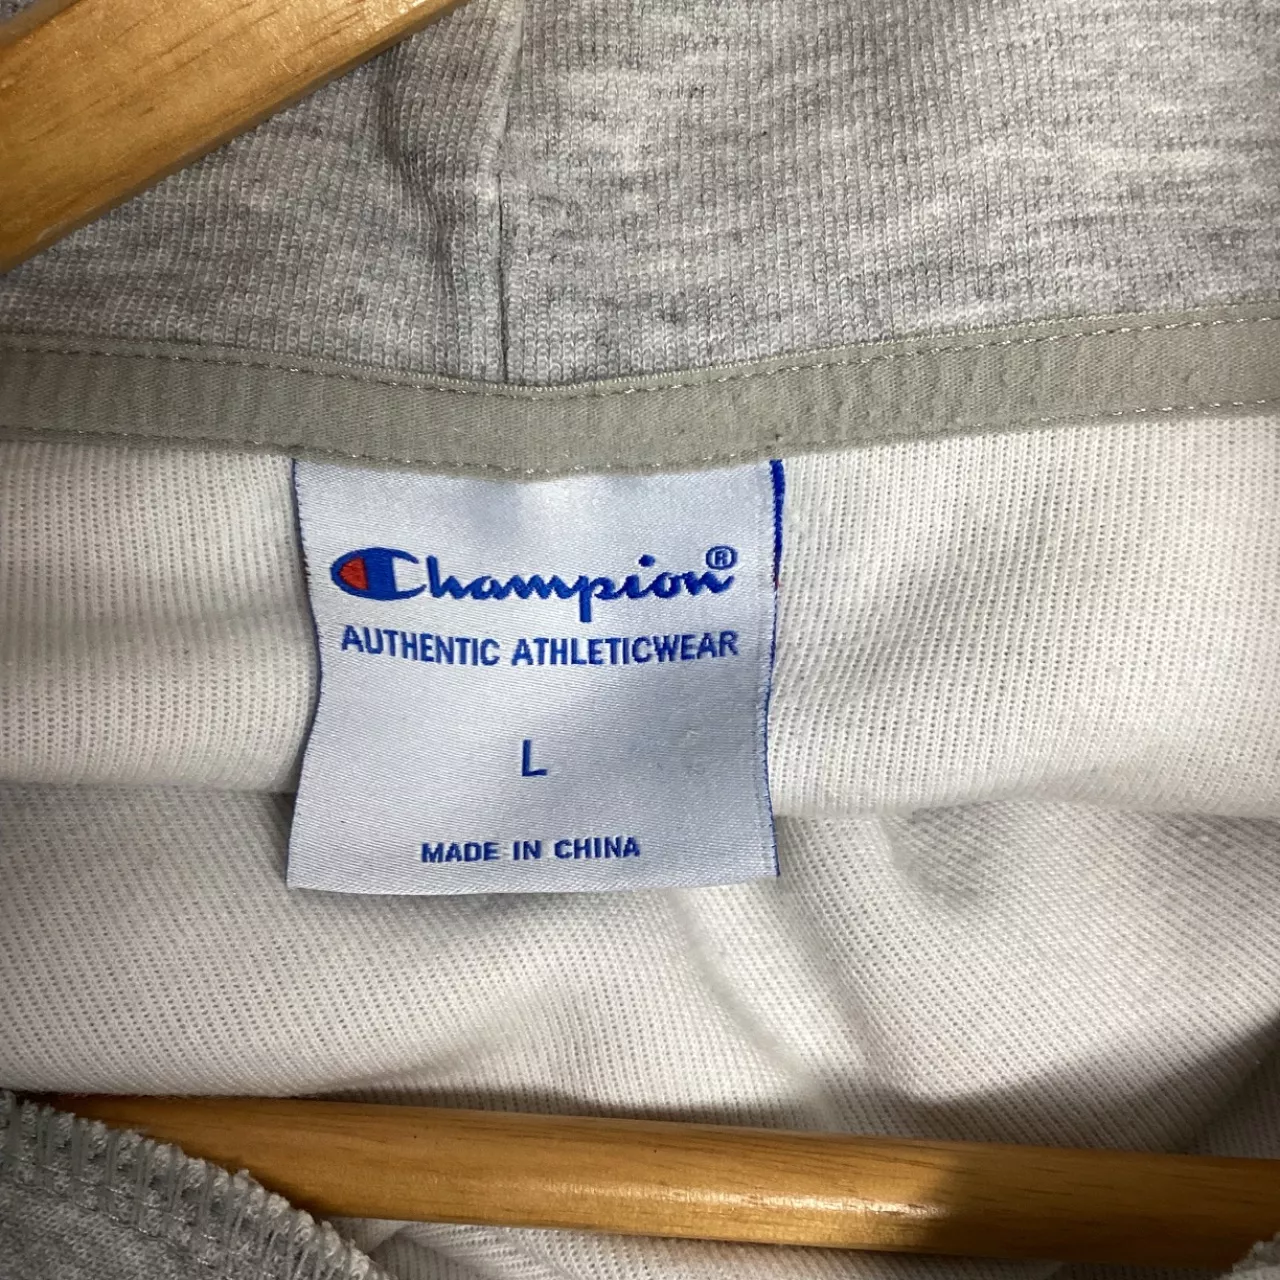 Champion®
AUTHENTIC ATHLETICWEAR
L
MADE IN CHINA